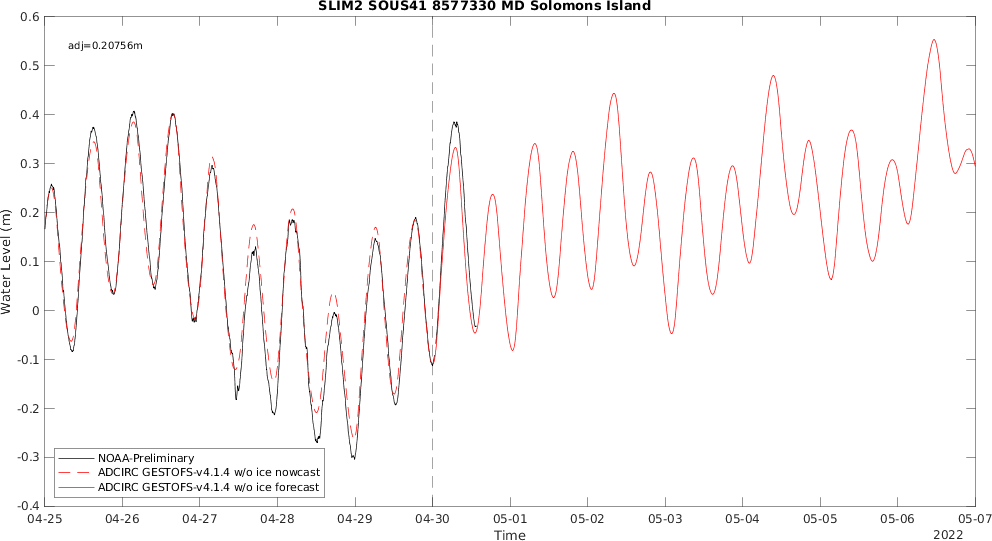 SLIM2 SOUS41 8577330 MD Solomons Island
adj=0.20756m
Water Level (m)
0.6
0.5
0.4
0.3
0.2
0.1
0
-0.1
-0.2
-0.3
-0.4
NOAA-Preliminary
ADCIRC GESTOFS-v4.1.4 w/o ice nowcast
ADCIRC GESTOFS-v4.1.4 w/o ice forecast
04-25 04-26 04-27 04-28 04-29 04-30 05-01 05-02 05-03 05-04 05-05 05-06 05-07
Time
2022